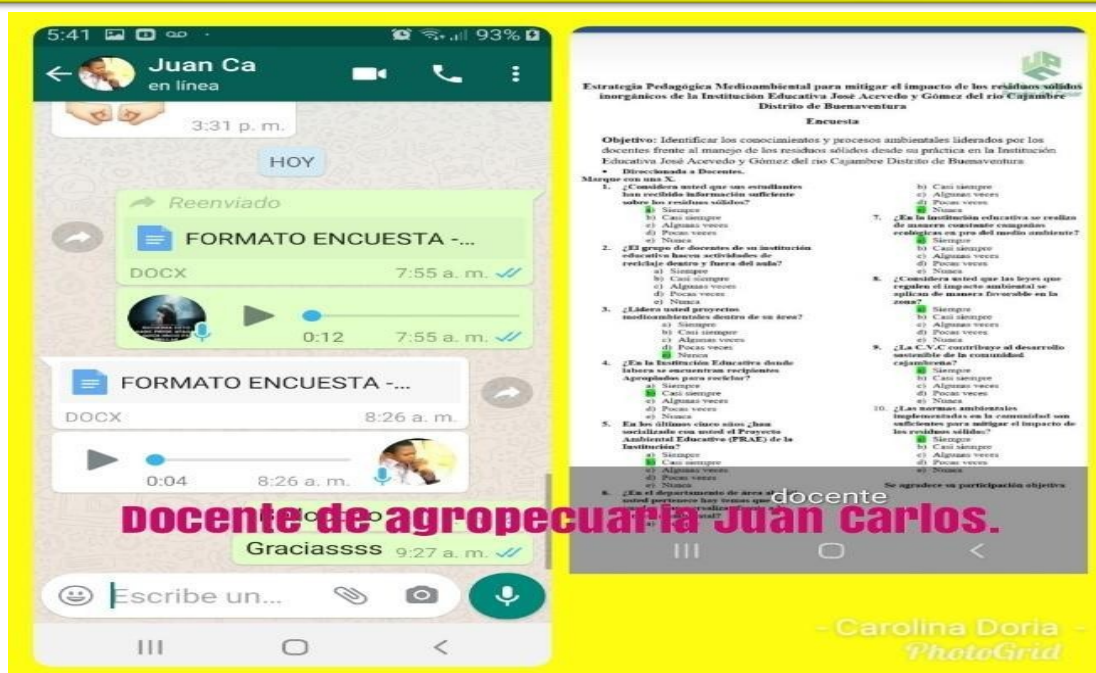 5:41 93%
Juan Ca
en línea
3:31 p. m.
HOY
Reenviado
FORMATO ENCUESTA -...
DOCX 7:55 a. m.
0:12 7:55 a. m.
FORMATO ENCUESTA -...
DOCX 8:26 a. m.
0:04 8:26 a. m.
Graciassss 9:27 a. m.
Escribe un...
Estrategia Pedagógica Medioambiental para mitigar el impacto de los residuos sólidos
inorgánicos de la Institución Educativa José Acevedo y Gómez del rio Cajambre
Distrito de Buenaventura
Encuesta
Objetivo: Identificar los conocimientos y procesos ambientales liderados por los
docentes frente al manejo de los residuos sólidos desde su práctica en la Institución
Educativa José Acevedo y Gómez del rio Cajambre Distrito de Buenaventura
• Direccionada a Docentes.
Marque con una X.
1. ¿Considera usted que sus estudiantes
han recibido información suficiente
sobre los residuos sólidos?
a) Siempre
b) Casi siempre
c) Algunas veces
d) Pocas veces
e) Nunca
2. ¿El grupo de docentes de su institución
educativa hacen actividades de
reciclaje dentro y fuera del aula?
a) Siempre
b) Casi siempre
c) Algunas veces
d) Pocas veces
e) Nunca
3. ¿Lidera usted proyectos
medioambientales dentro de su área?
a) Siempre
b) Casi siempre
c) Algunas veces
d) Pocas veces
e) Nunca
4. ¿En la Institución Educativa donde
labora se encuentran recipientes
Apropiados para reciclar?
a) Siempre
b) Casi siempre
c) Algunas veces
d) Pocas veces
e) Nunca
5. En los últimos cinco años ¿han
socializado con usted el Proyecto
Ambiental Educativo (PRAE) de la
Institución?
a) Siempre
b) Casi siempre
c) Algunas veces
d) Pocas veces
e) Nunca
6. ¿En el departamento de área al
usted pertenece hay temas que
b) Casi siempre
c) Algunas veces
d) Pocas veces
e) Nunca
7. ¿En la institución educativa se realiza
de manera constante campañas
ecológicas en pro del medio ambiente?
a) Siempre
b) Casi siempre
c) Algunas veces
d) Pocas veces
e) Nunca
8. ¿Considera usted que las leyes que
regulen el impacto ambiental se
aplican de manera favorable en la
zona?
a) Siempre
b) Casi siempre
c) Algunas veces
d) Pocas veces
e) Nunca
9. ¿La C.V.C contribuye al desarrollo
sostenible de la comunidad
cajambreña?
a) Siempre
b) Casi siempre
c) Algunas veces
d) Pocas veces
e) Nunca
10. ¿Las normas ambientales
implementadas en la comunidad son
suficientes para mitigar el impacto de
los residuos sólidos?
a) Siempre
b) Casi siempre
c) Algunas veces
d) Pocas veces
e) Nunca
Se agradece su participación objetiva
docente
Docente de agropecuaria Juan Carlos.
- Carolina Doria -
PhotoGrid